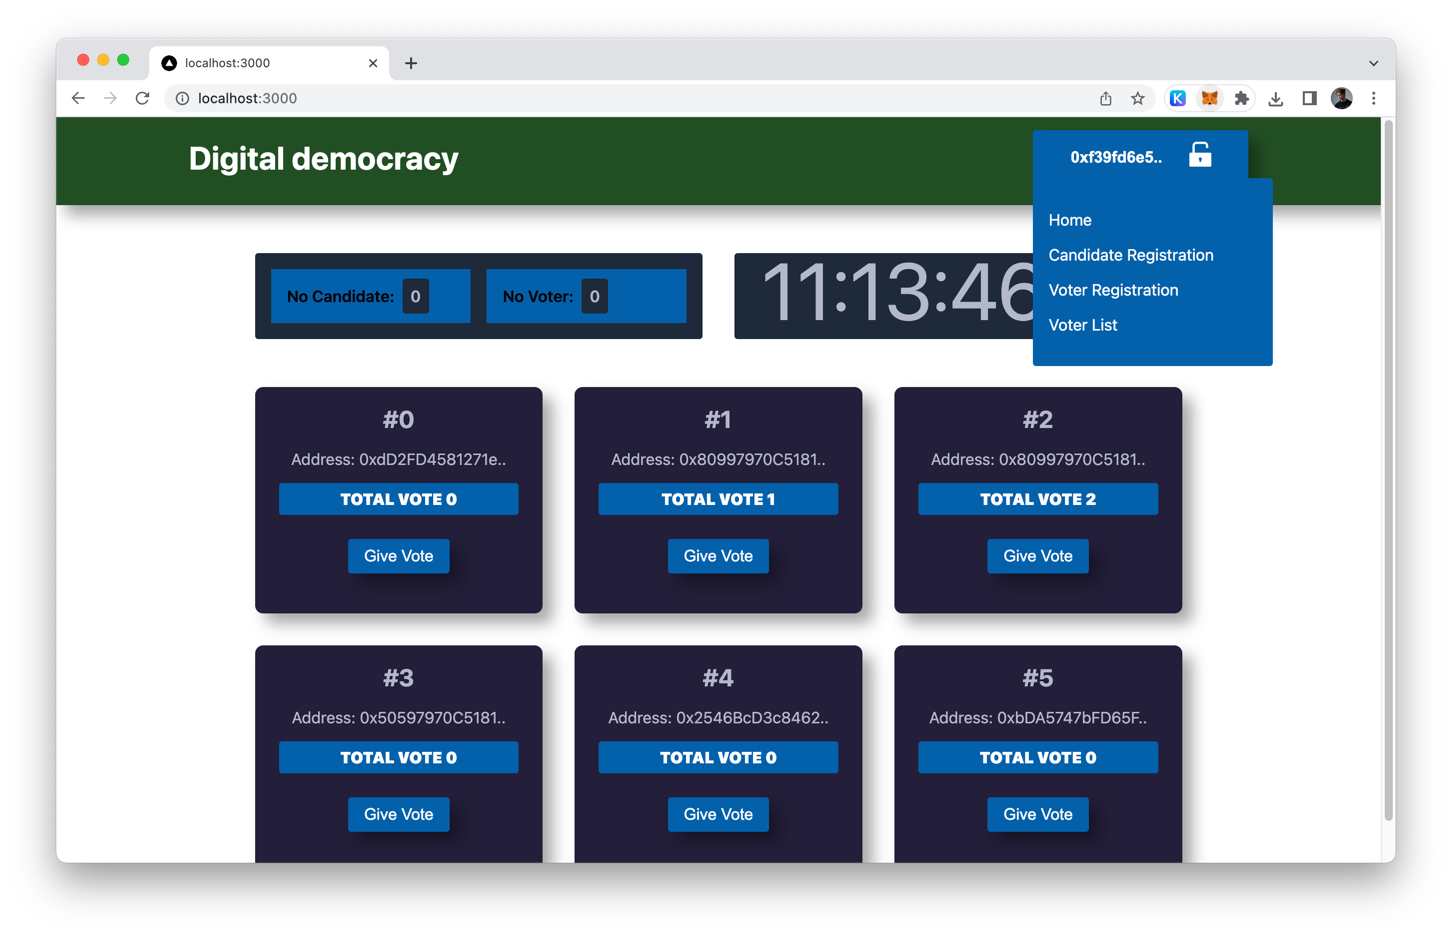 localhost:3000
localhost:3000
Digital democracy
0xf39fd6e5..
Home
Candidate Registration
Voter Registration
Voter List
No Candidate: 0
No Voter: 0
11:13:46
#0
Address: 0xdD2FD4581271e..
TOTAL VOTE 0
Give Vote
#1
Address: 0x80997970C5181..
TOTAL VOTE 1
Give Vote
#2
Address: 0x80997970C5181..
TOTAL VOTE 2
Give Vote
#3
Address: 0x50597970C5181..
TOTAL VOTE 0
Give Vote
#4
Address: 0x2546BcD3c8462..
TOTAL VOTE 0
Give Vote
#5
Address: 0xbDA5747bFD65F..
TOTAL VOTE 0
Give Vote